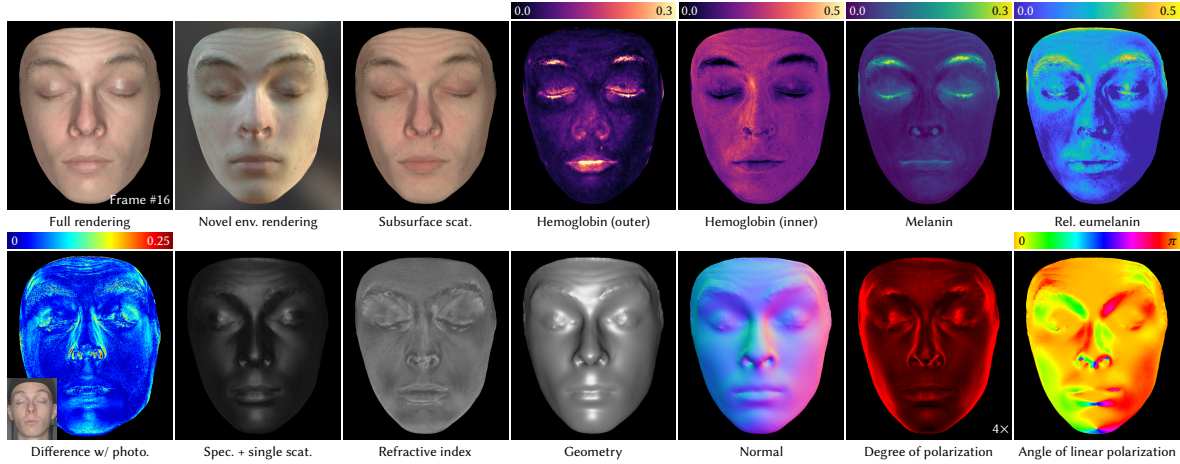 0.0 0.3
0.0 0.5
0.0 0.3
0.0 0.5
Frame #16
Full rendering
Novel env. rendering
Subsurface scat.
Hemoglobin (outer)
Hemoglobin (inner)
Melanin
Rel. eumelanin
0 0.25
0 π
4×
Difference w/ photo.
Spec. + single scat.
Refractive index
Geometry
Normal
Degree of polarization
Angle of linear polarization